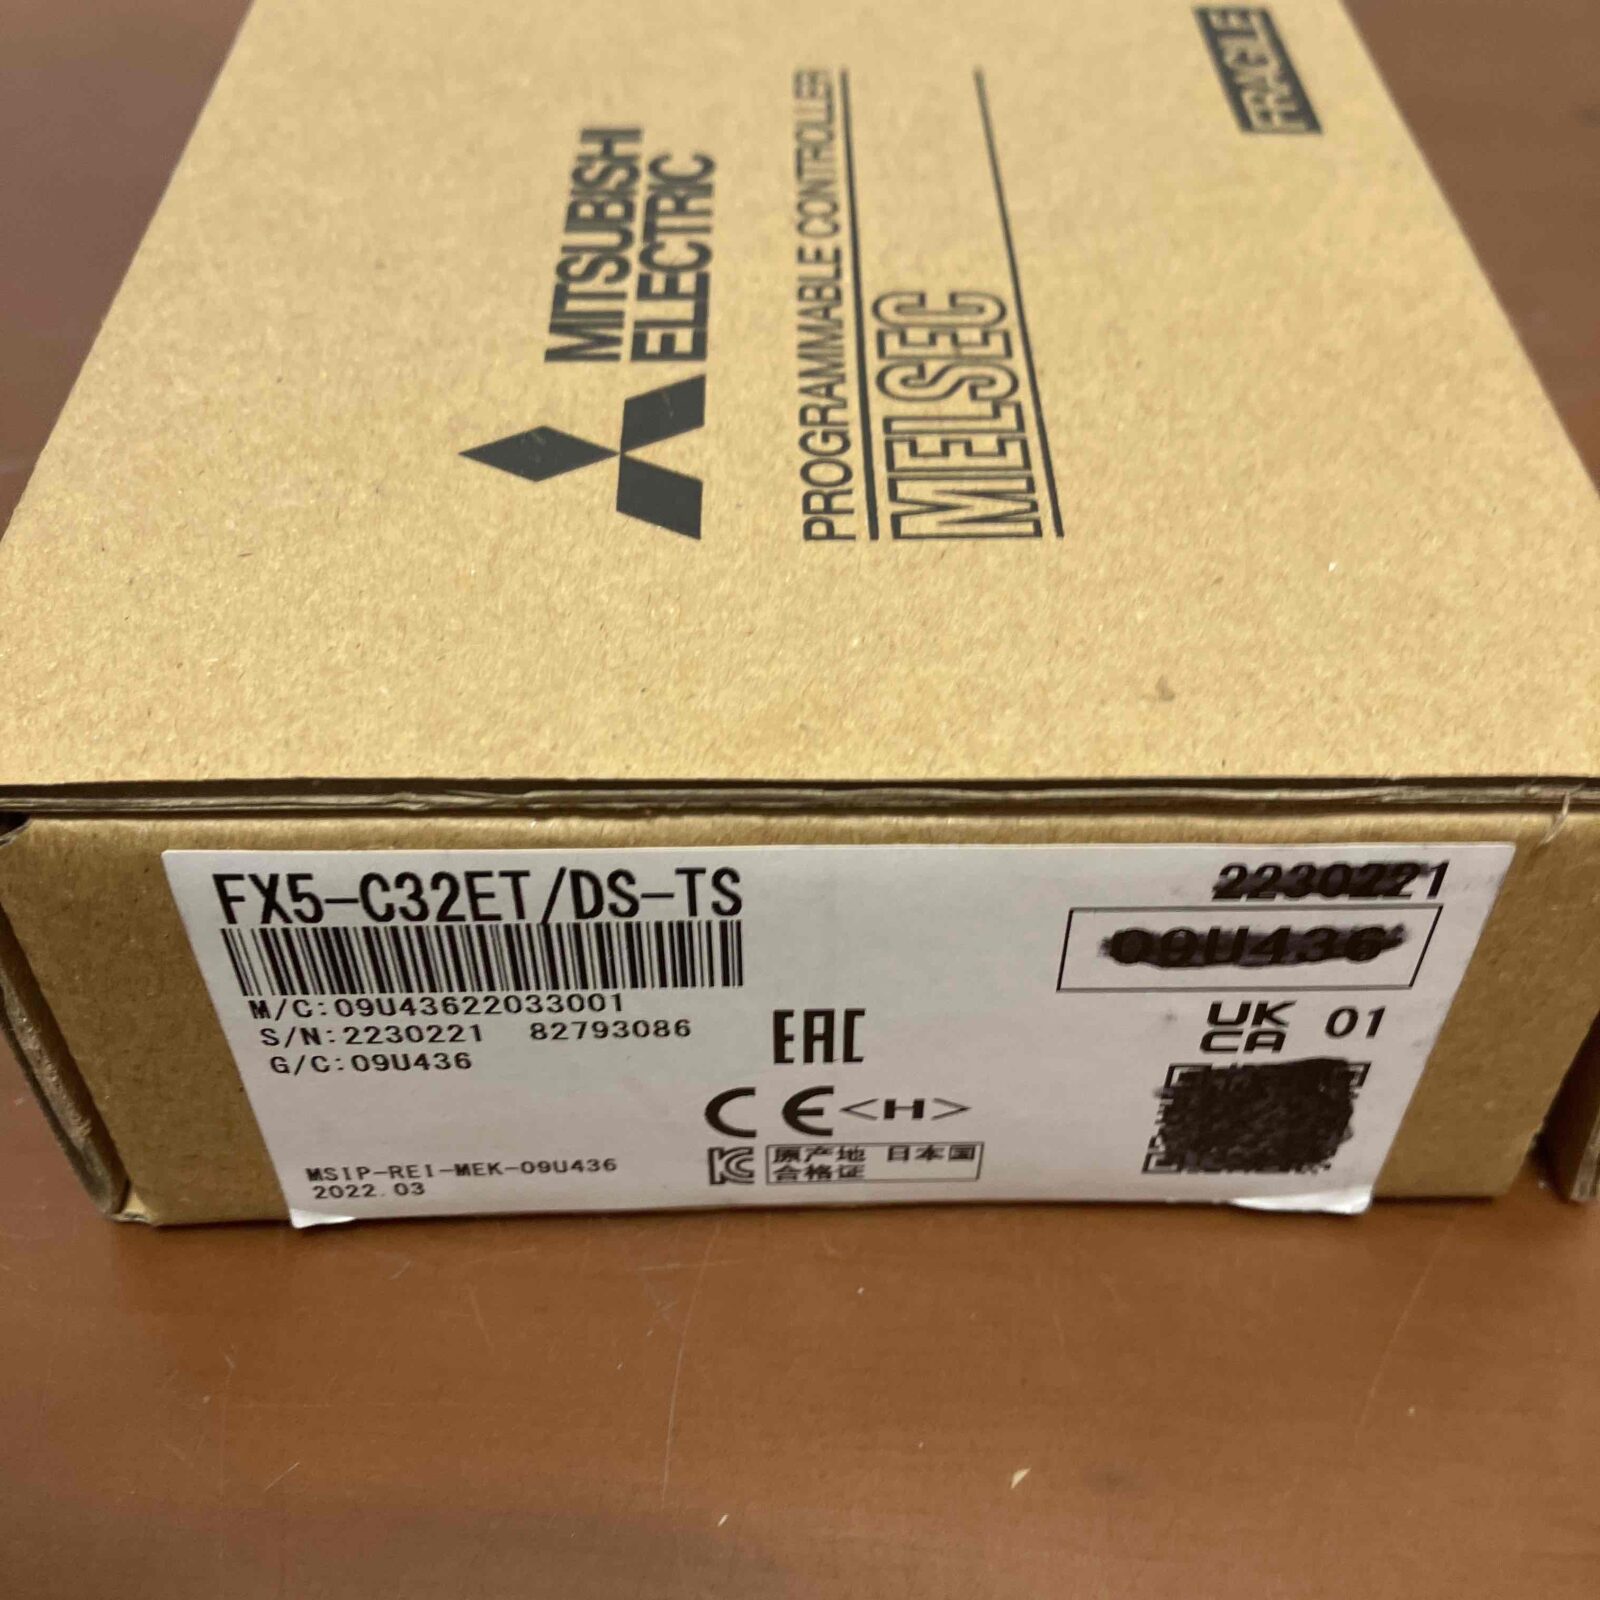 FRAGILE
MITSUBISHI
ELECTRIC
PROGRAMMABLE CONTROLLER
MELSEC
FX5-C32ET/DS-TS
2230221
09U436
M/C:09U43622033001
S/N:2230221 82793086
G/C:09U436
EAC
UK
CA 01
CE <H>
MSIP-REI-MEK-09U436
2022.03
KC
原产地 日本国
合格证